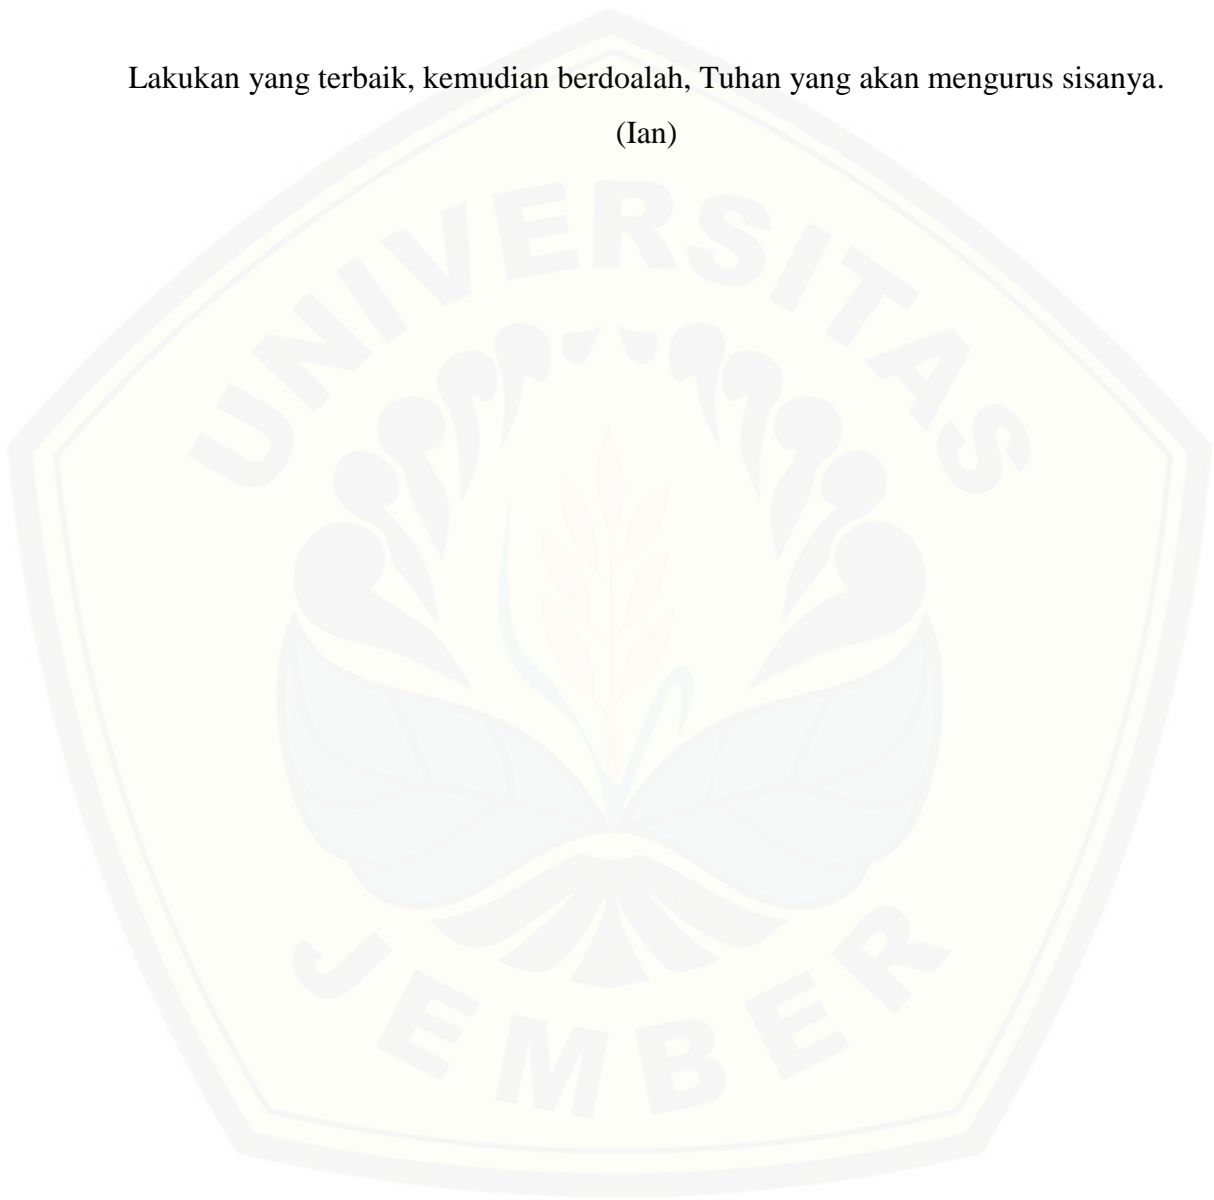 Lakukan yang terbaik, kemudian berdoalah, Tuhan yang akan mengurus sisanya.
(Ian)
UNIVERSITAS
JEMBER